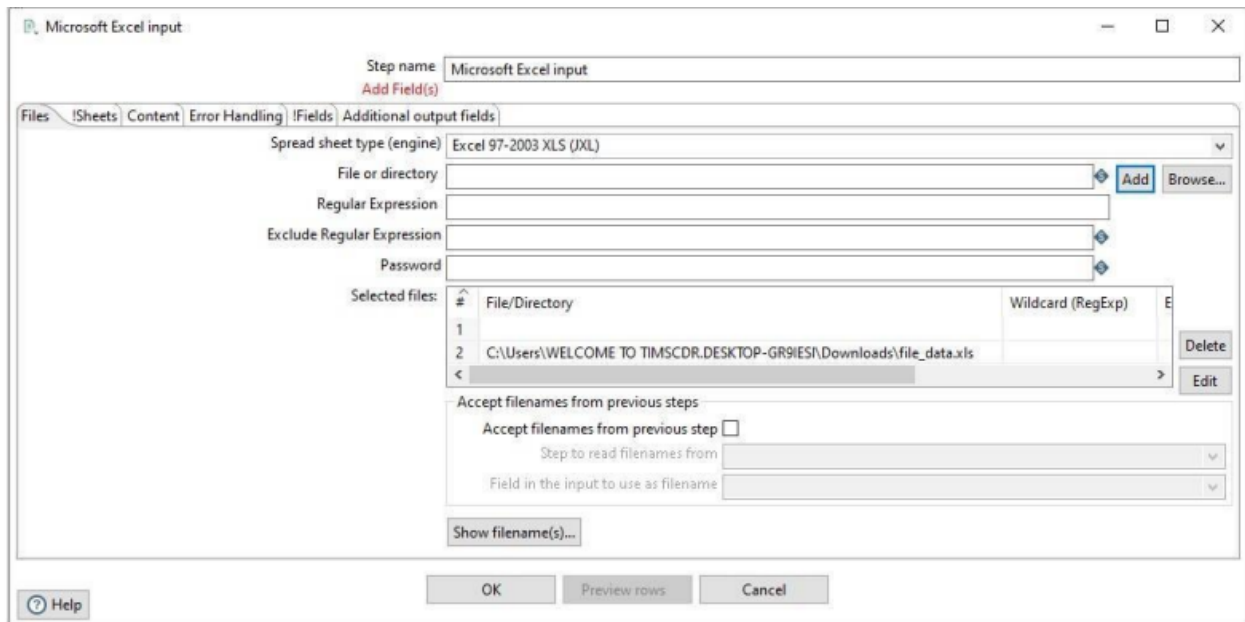 Microsoft Excel input
Step name Microsoft Excel input
Add Field(s)
Files !Sheets Content Error Handling !Fields Additional output fields
Spread sheet type (engine) Excel 97-2003 XLS (JXL)
File or directory Add Browse...
Regular Expression
Exclude Regular Expression
Password
Selected files: # File/Directory Wildcard (RegExp) E
1
2 C:\Users\WELCOME TO TIMSCDR.DESKTOP-GR9IESI\Downloads\file_data.xls
Delete
Edit
Accept filenames from previous steps
Accept filenames from previous step
Step to read filenames from
Field in the input to use as filename
Show filename(s)...
OK Preview rows Cancel
Help